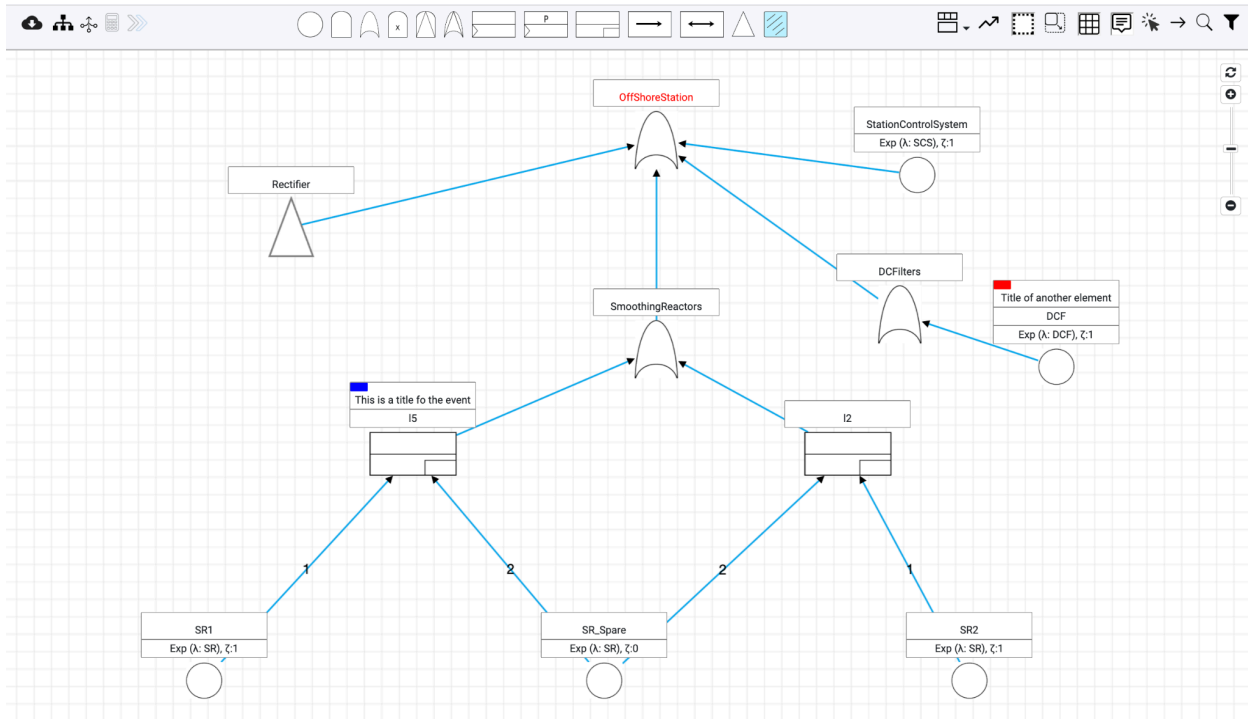 x
P
OffShoreStation
StationControlSystem
Exp (λ: SCS), ζ:1
Rectifier
DCFilters
Title of another element
DCF
Exp (λ: DCF), ζ:1
SmoothingReactors
This is a title fo the event
I5
I2
1
2
2
1
SR1
Exp (λ: SR), ζ:1
SR_Spare
Exp (λ: SR), ζ:0
SR2
Exp (λ: SR), ζ:1